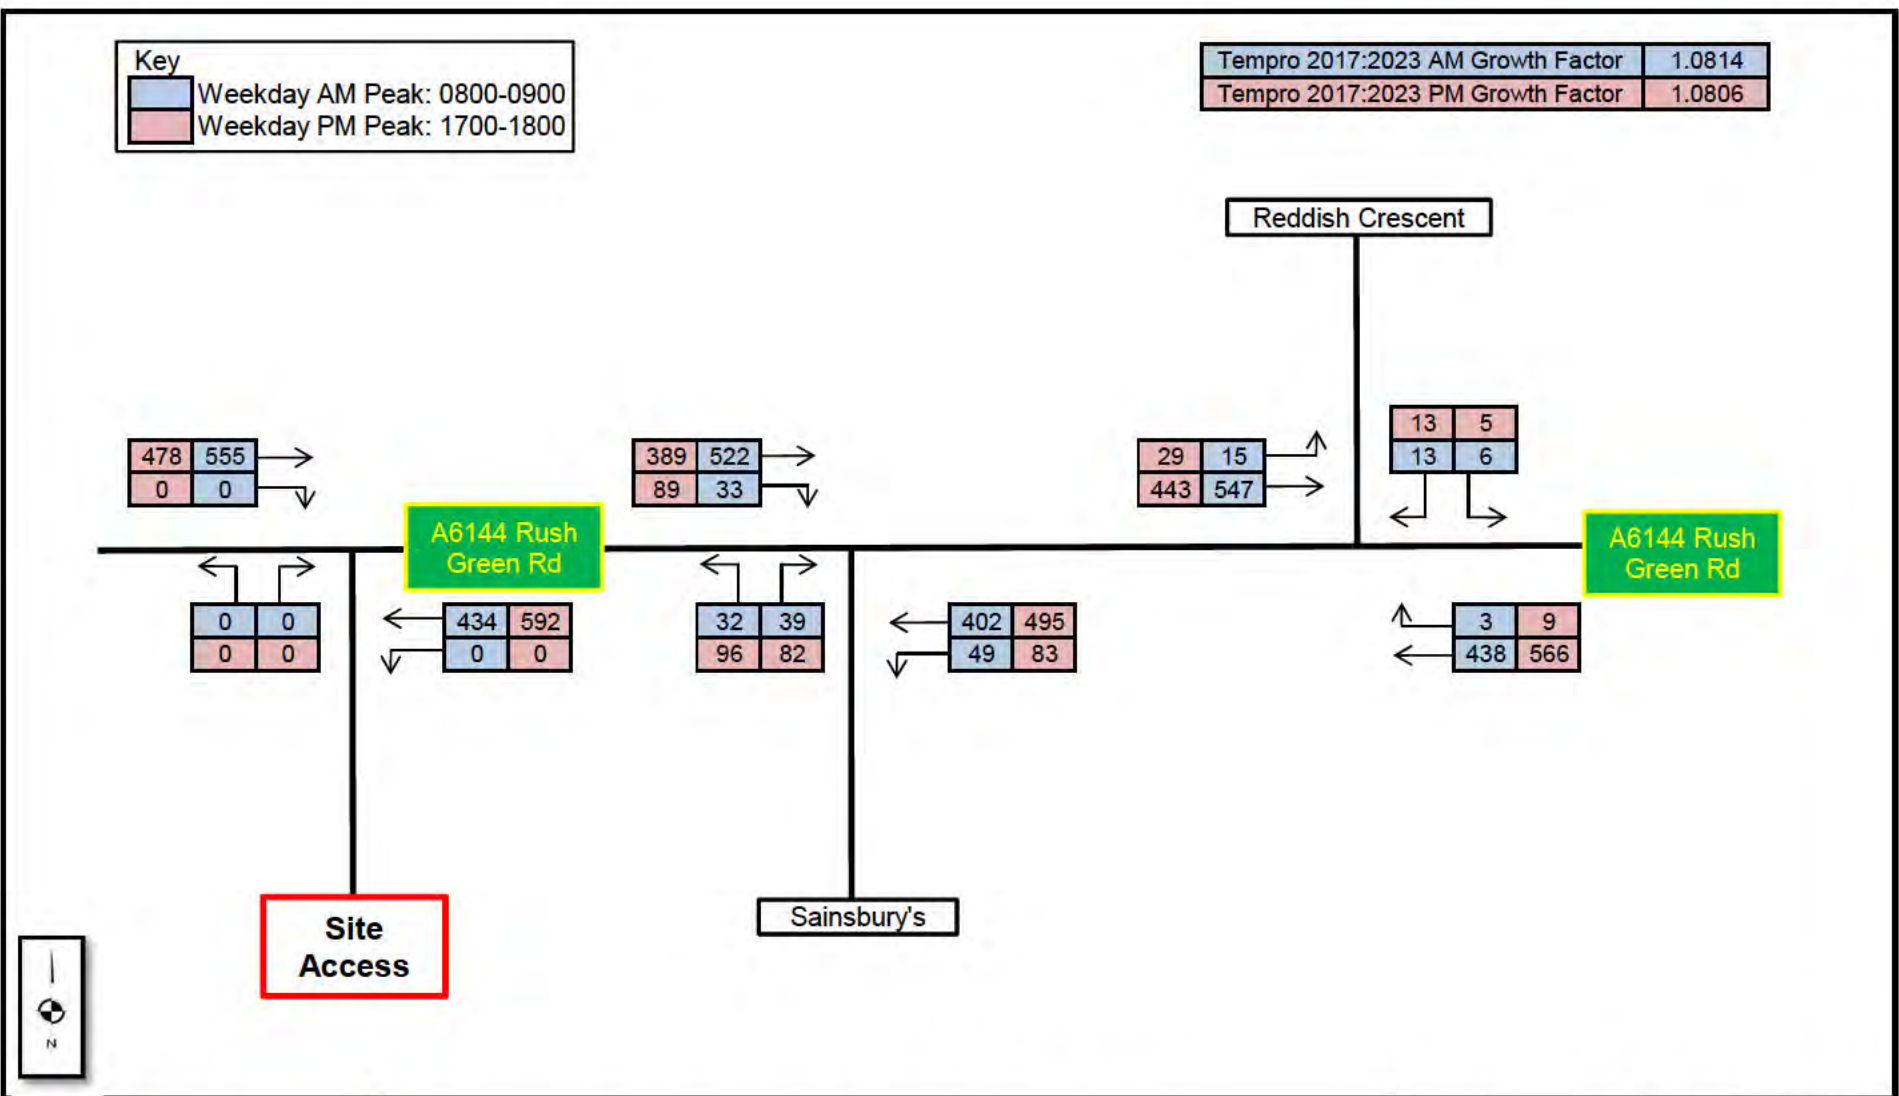 Key
Weekday AM Peak: 0800-0900
Weekday PM Peak: 1700-1800
Tempro 2017:2023 AM Growth Factor 1.0814
Tempro 2017:2023 PM Growth Factor 1.0806
Reddish Crescent
478 555
0 0
389 522
89 33
29 15
443 547
13 5
13 6
A6144 Rush
Green Rd
A6144 Rush
Green Rd
0 0
0 0
434 592
0 0
32 39
96 82
402 495
49 83
3 9
438 566
Site
Access
Sainsbury's
N